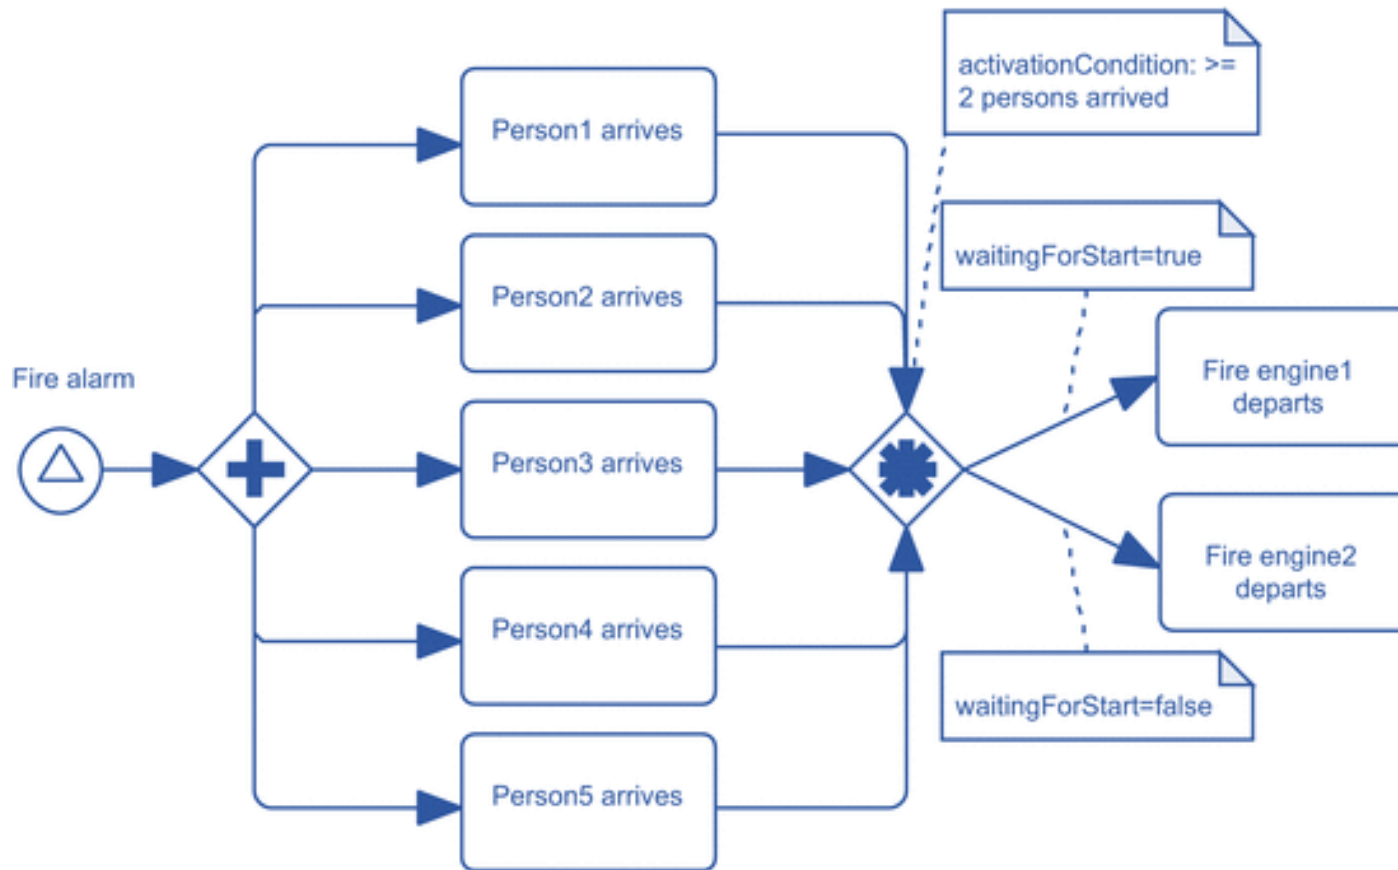 activationCondition: >=
2 persons arrived
Person1 arrives
waitingForStart=true
Person2 arrives
Fire alarm
Fire engine1
departs
Person3 arrives
Fire engine2
departs
Person4 arrives
waitingForStart=false
Person5 arrives